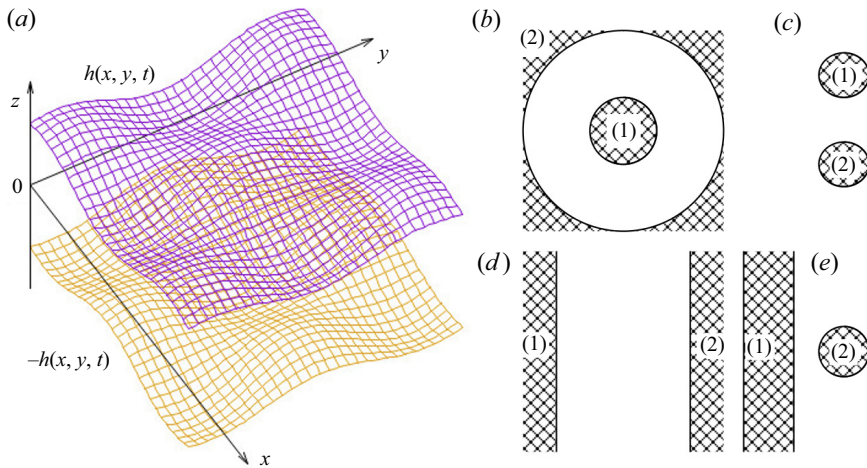 (a)
z
0
h(x, y, t)
y
–h(x, y, t)
x
(b)
(2)
(1)
(c)
(1)
(2)
(d)
(1)
(2)
(1)
(e)
(2)